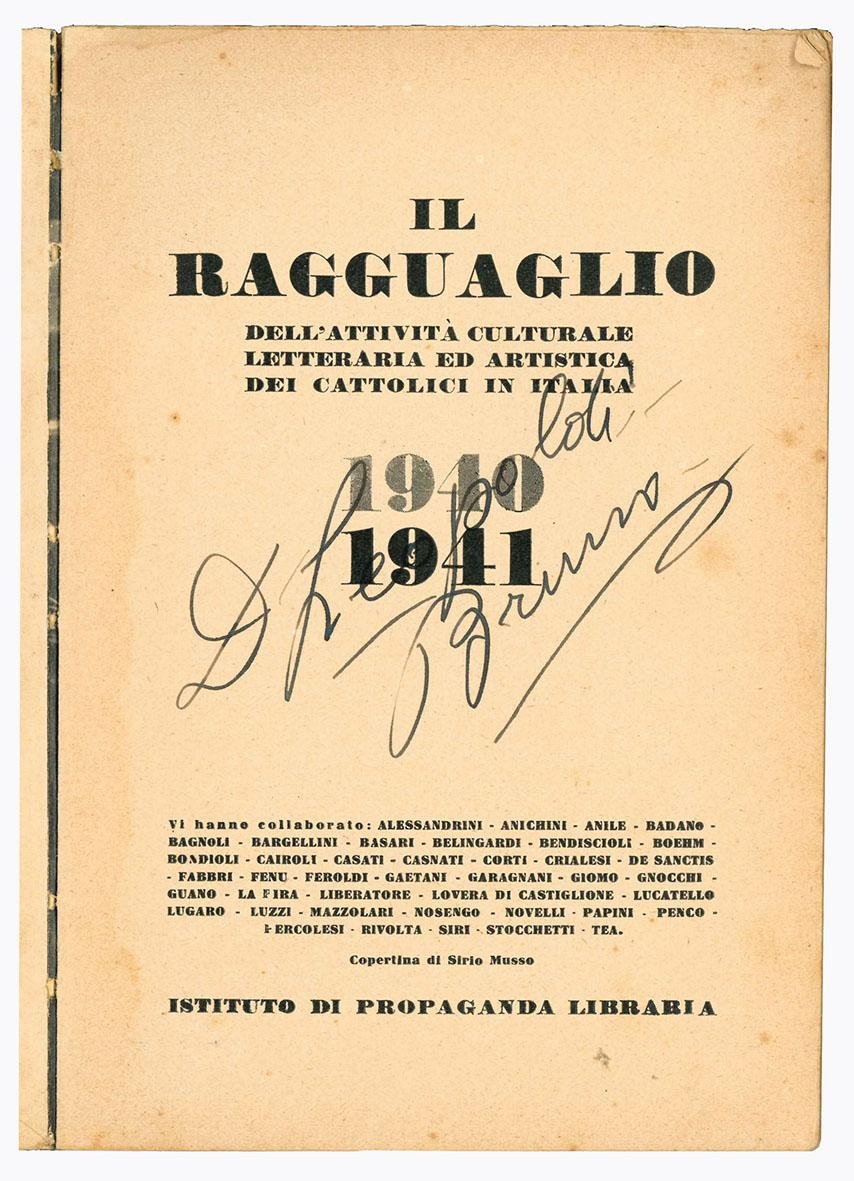 IL
RAGGUAGLIO
DELL'ATTIVITÀ CULTURALE
LETTERARIA ED ARTISTICA
DEI CATTOLICI IN ITALIA
1940
1941
D Leopoldi
Bruno
Vi hanno collaborato: ALESSANDRINI - ANICHINI - ANILE - BADANO -
BAGNOLI - BARGELLINI - BASARI - BELINGARDI - BENDISCIOLI - BOEHM -
BONDIOLI - CAIROLI - CASATI - CASNATI - CORTI - CRIALESI - DE SANCTIS
- FABBRI - FENU - FEROLDI - GAETANI - GARAGNANI - GIOMO - GNOCCHI -
GUANO - LA PIRA - LIBERATORE - LOVERA DI CASTIGLIONE - LUCATELLO
LUGARO - LUZZI - MAZZOLARI - NOSENGO - NOVELLI - PAPINI - PENCO -
PERCOLESI - RIVOLTA - SIRI - STOCCHETTI - TEA.
Copertina di Sirio Musso
ISTITUTO DI PROPAGANDA LIBRARIA